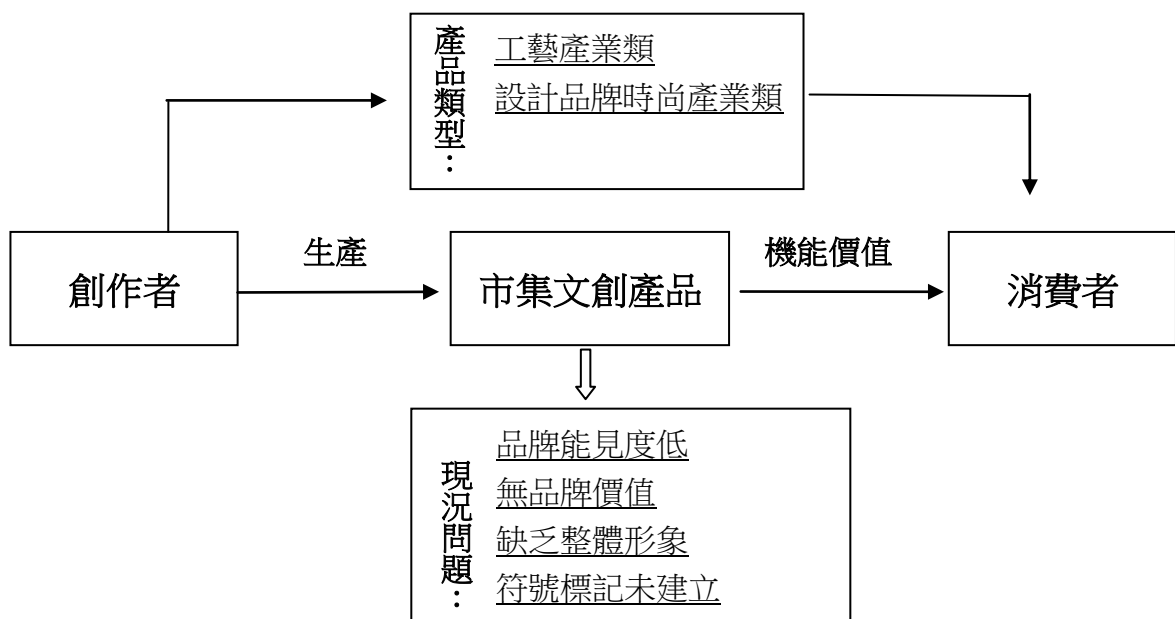 產品類型：
工藝產業類
設計品牌時尚產業類
創作者
生產
市集文創產品
機能價值
消費者
現況問題：
品牌能見度低
無品牌價值
缺乏整體形象
符號標記未建立